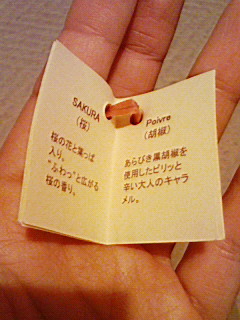 SAKURA
(桜)
桜の花と葉っぱ
入り。
“ふわっ”と広がる
桜の香り。
Poivre
(胡椒)
あらびき黒胡椒を
使用したピリッと
辛い大人のキャラ
メル。